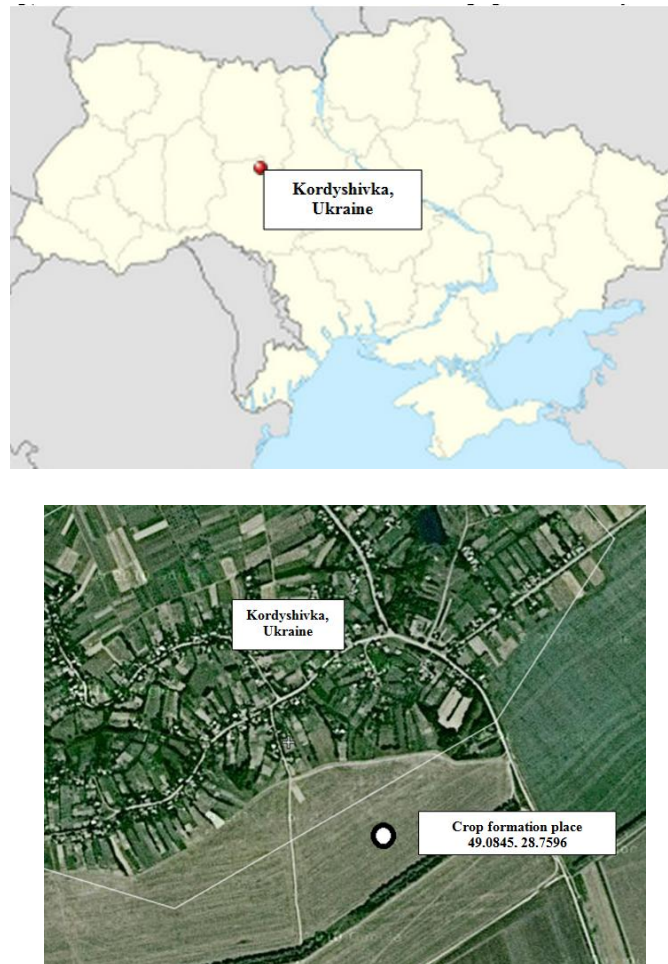 Kordyshivka,
Ukraine
Kordyshivka,
Ukraine
Crop formation place
49.0845. 28.7596